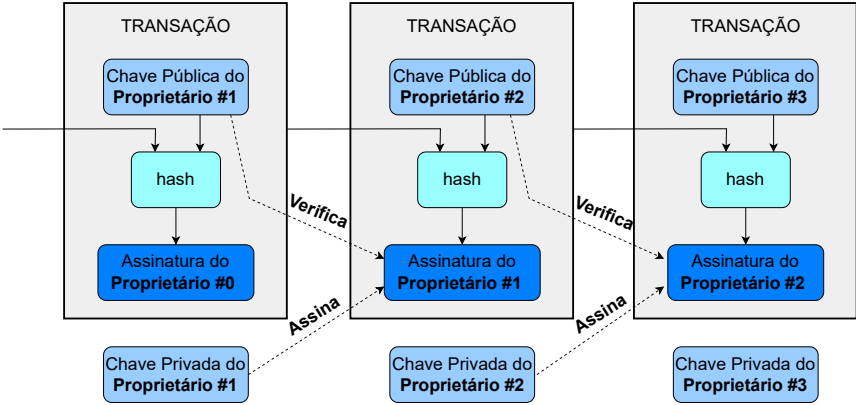 TRANSAÇÃO
Chave Pública do
Proprietário #1
hash
Assinatura do
Proprietário #0
Chave Privada do
Proprietário #1
Verifica
Assina
TRANSAÇÃO
Chave Pública do
Proprietário #2
hash
Assinatura do
Proprietário #1
Chave Privada do
Proprietário #2
Verifica
Assina
TRANSAÇÃO
Chave Pública do
Proprietário #3
hash
Assinatura do
Proprietário #2
Chave Privada do
Proprietário #3